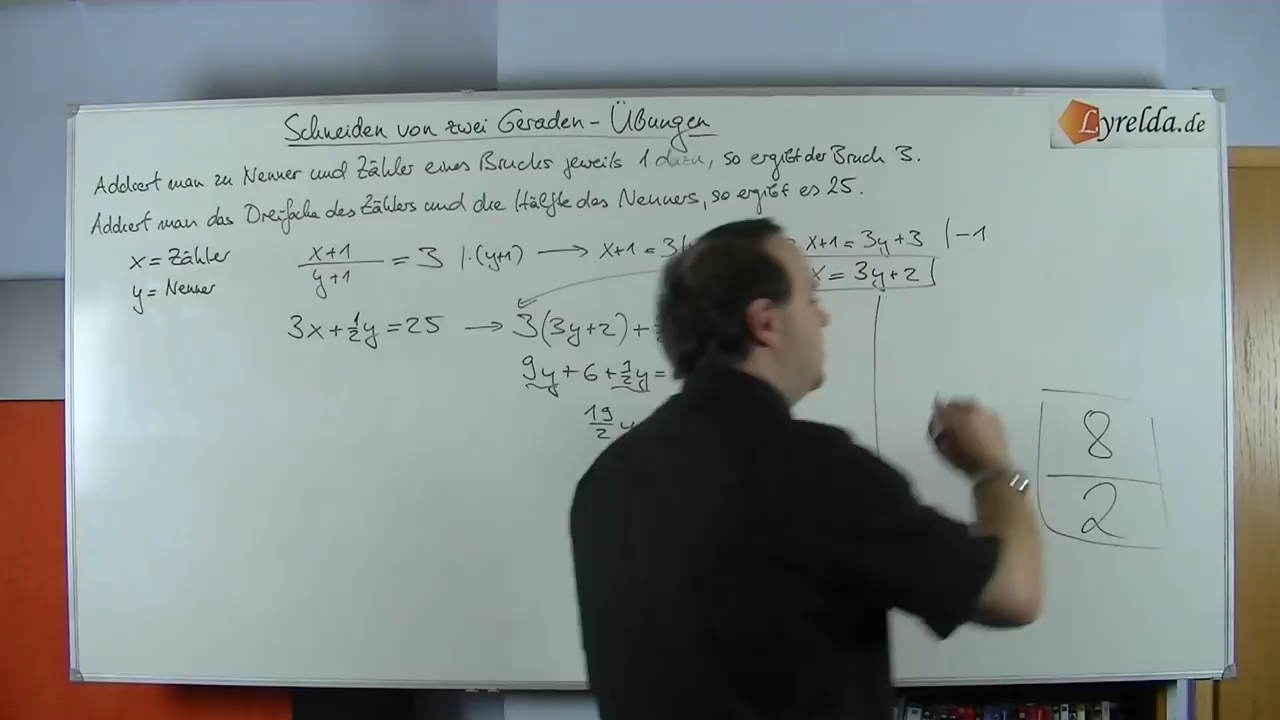 Schneiden von zwei Geraden - Übungen
Lyrelda.de
Addiert man zu Nenner und Zähler eines Bruchs jeweils 1 dazu, so ergibt der Bruch 3.
Addiert man das Dreifache des Zählers und die Hälfte des Nenners, so ergibt es 25.
x = Zähler
y = Nenner
x+1/y+1 = 3 |·(y+1) → x+1 = 3( x+1 = 3y+3 |-1
x = 3y+2
3x + 1/2 y = 25 → 3(3y+2) +
9y + 6 + 1/2 y =
19/2 y
8
2